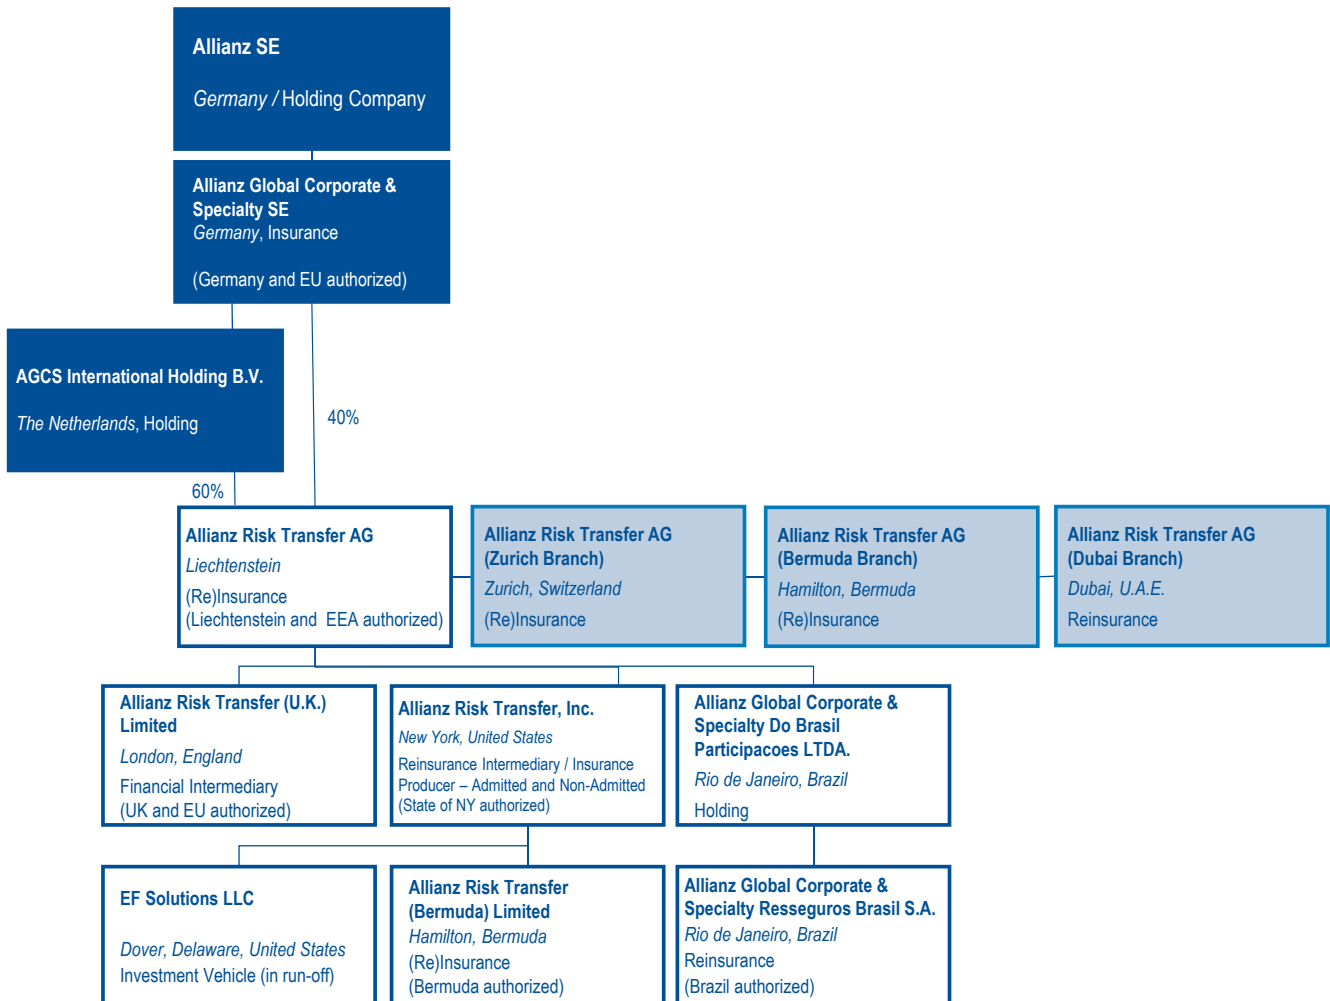 Allianz SE
Germany / Holding Company
Allianz Global Corporate &
Specialty SE
Germany, Insurance
(Germany and EU authorized)
AGCS International Holding B.V.
The Netherlands, Holding
40%
60%
Allianz Risk Transfer AG
Liechtenstein
(Re)Insurance
(Liechtenstein and EEA authorized)
Allianz Risk Transfer AG
(Zurich Branch)
Zurich, Switzerland
(Re)Insurance
Allianz Risk Transfer AG
(Bermuda Branch)
Hamilton, Bermuda
(Re)Insurance
Allianz Risk Transfer AG
(Dubai Branch)
Dubai, U.A.E.
Reinsurance
Allianz Risk Transfer (U.K.)
Limited
London, England
Financial Intermediary
(UK and EU authorized)
Allianz Risk Transfer, Inc.
New York, United States
Reinsurance Intermediary / Insurance
Producer – Admitted and Non-Admitted
(State of NY authorized)
Allianz Global Corporate &
Specialty Do Brasil
Participacoes LTDA.
Rio de Janeiro, Brazil
Holding
EF Solutions LLC
Dover, Delaware, United States
Investment Vehicle (in run-off)
Allianz Risk Transfer
(Bermuda) Limited
Hamilton, Bermuda
(Re)Insurance
(Bermuda authorized)
Allianz Global Corporate &
Specialty Resseguros Brasil S.A.
Rio de Janeiro, Brazil
Reinsurance
(Brazil authorized)